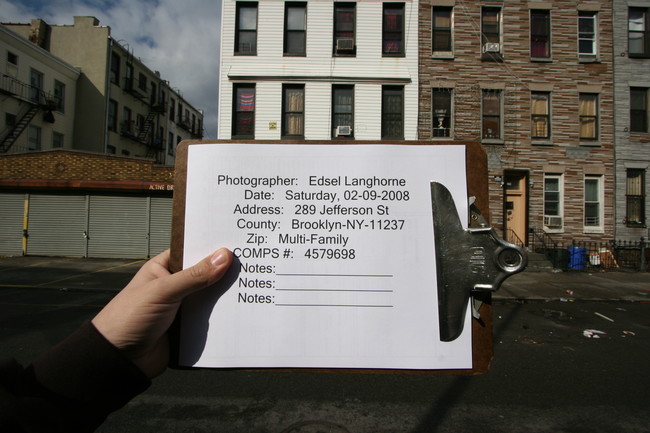 ACTIVE
Photographer: Edsel Langhorne
Date: Saturday, 02-09-2008
Address: 289 Jefferson St
County: Brooklyn-NY-11237
Zip: Multi-Family
COMPS #: 4579698
Notes:
Notes:
Notes: